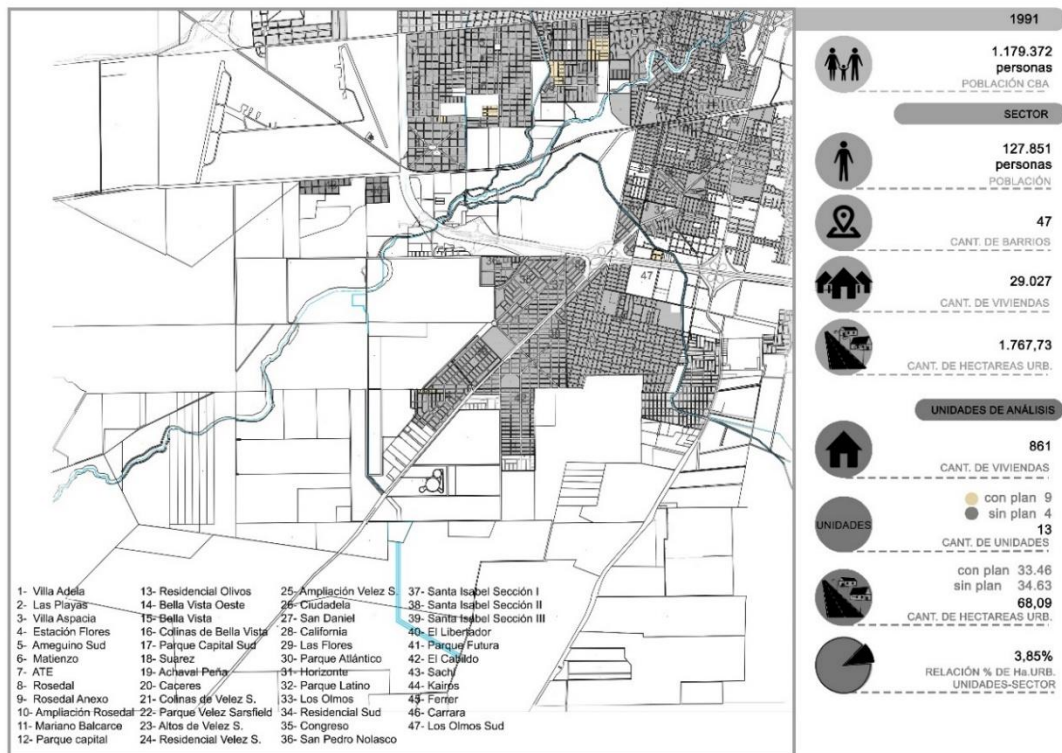 1991
1.179.372
personas
POBLACIÓN CBA
SECTOR
127.851
personas
POBLACIÓN
47
CANT. DE BARRIOS
29.027
CANT. DE VIVIENDAS
1.767,73
CANT. DE HECTAREAS URB.
UNIDADES DE ANÁLISIS
861
CANT. DE VIVIENDAS
UNIDADES
con plan 9
sin plan 4
13
CANT. DE UNIDADES
con plan 33.46
sin plan 34.63
68,09
CANT. DE HECTAREAS URB.
3,85%
RELACIÓN % DE Ha.URB.
UNIDADES-SECTOR
36
38
37
47
1- Villa Adela
2- Las Playas
3- Villa Aspacia
4- Estación Flores
5- Ameguino Sud
6- Matienzo
7- ATE
8- Rosedal
9- Rosedal Anexo
10- Ampliación Rosedal
11- Mariano Balcarce
12- Parque capital
13- Residencial Olivos
14- Bella Vista Oeste
15- Bella Vista
16- Colinas de Bella Vista
17- Parque Capital Sud
18- Suarez
19- Achaval Peña
20- Caceres
21- Colinas de Velez S.
22- Parque Velez Sarsfield
23- Altos de Velez S.
24- Residencial Velez S.
25- Ampliación Velez S.
26- Ciudadela
27- San Daniel
28- California
29- Las Flores
30- Parque Atlántico
31- Horizonte
32- Parque Latino
33- Los Olmos
34- Residencial Sud
35- Congreso
36- San Pedro Nolasco
37- Santa Isabel Sección I
38- Santa Isabel Sección II
39- Santa Isabel Sección III
40- El Libertador
41- Parque Futura
42- El Cabildo
43- Sachi
44- Kairos
45- Ferrer
46- Carrara
47- Los Olmos Sud